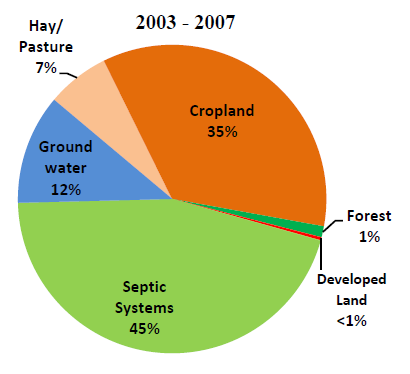 2003 - 2007
Hay/
Pasture
7%
Cropland
35%
Ground
water
12%
Forest
1%
Developed
Land
<1%
Septic
Systems
45%